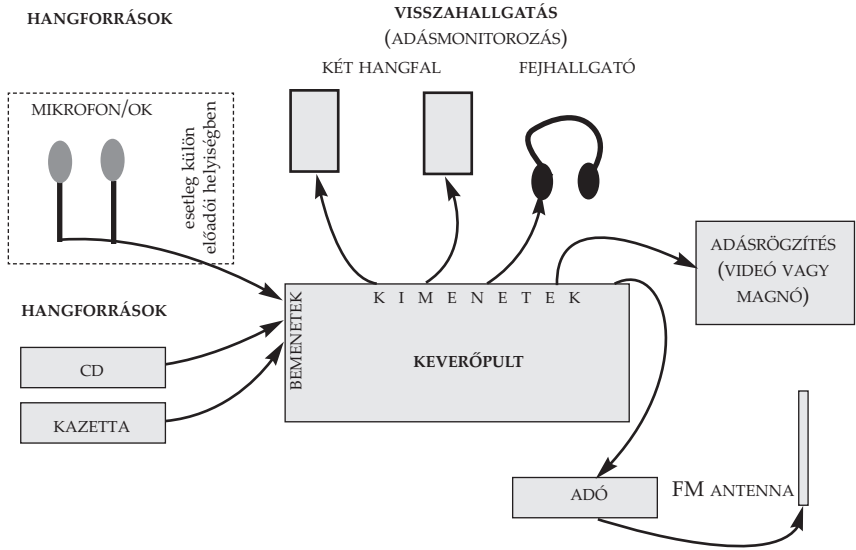 HANGFORRÁSOK
VISSZAHALLGATÁS
(ADÁSMONITOROZÁS)
KÉT HANGFAL
FEJHALLGATÓ
MIKROFON/OK
esetleg külön
előadói helyiségben
ADÁSRÖGZÍTÉS
(VIDEÓ VAGY
MAGNÓ)
HANGFORRÁSOK
CD
KAZETTA
BEMENETEK
K I M E N E T E K
KEVERŐPULT
ADÓ
FM ANTENNA